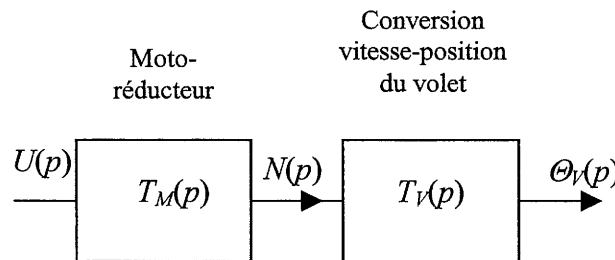 Moto-
réducteur
Conversion
vitesse-position
du volet
U(p)
T_M(p)
N(p)
T_V(p)
Θ_V(p)